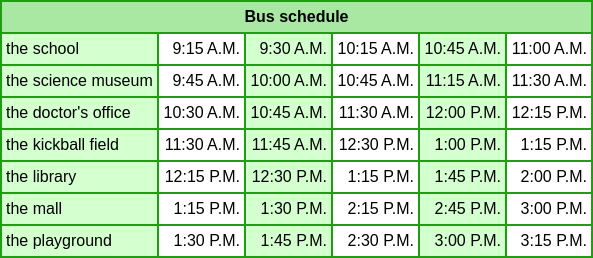 Bus schedule
the school 9:15 A.M. 9:30 A.M. 10:15 A.M. 10:45 A.M. 11:00 A.M.
the science museum 9:45 A.M. 10:00 A.M. 10:45 A.M. 11:15 A.M. 11:30 A.M.
the doctor's office 10:30 A.M. 10:45 A.M. 11:30 A.M. 12:00 P.M. 12:15 P.M.
the kickball field 11:30 A.M. 11:45 A.M. 12:30 P.M. 1:00 P.M. 1:15 P.M.
the library 12:15 P.M. 12:30 P.M. 1:15 P.M. 1:45 P.M. 2:00 P.M.
the mall 1:15 P.M. 1:30 P.M. 2:15 P.M. 2:45 P.M. 3:00 P.M.
the playground 1:30 P.M. 1:45 P.M. 2:30 P.M. 3:00 P.M. 3:15 P.M.